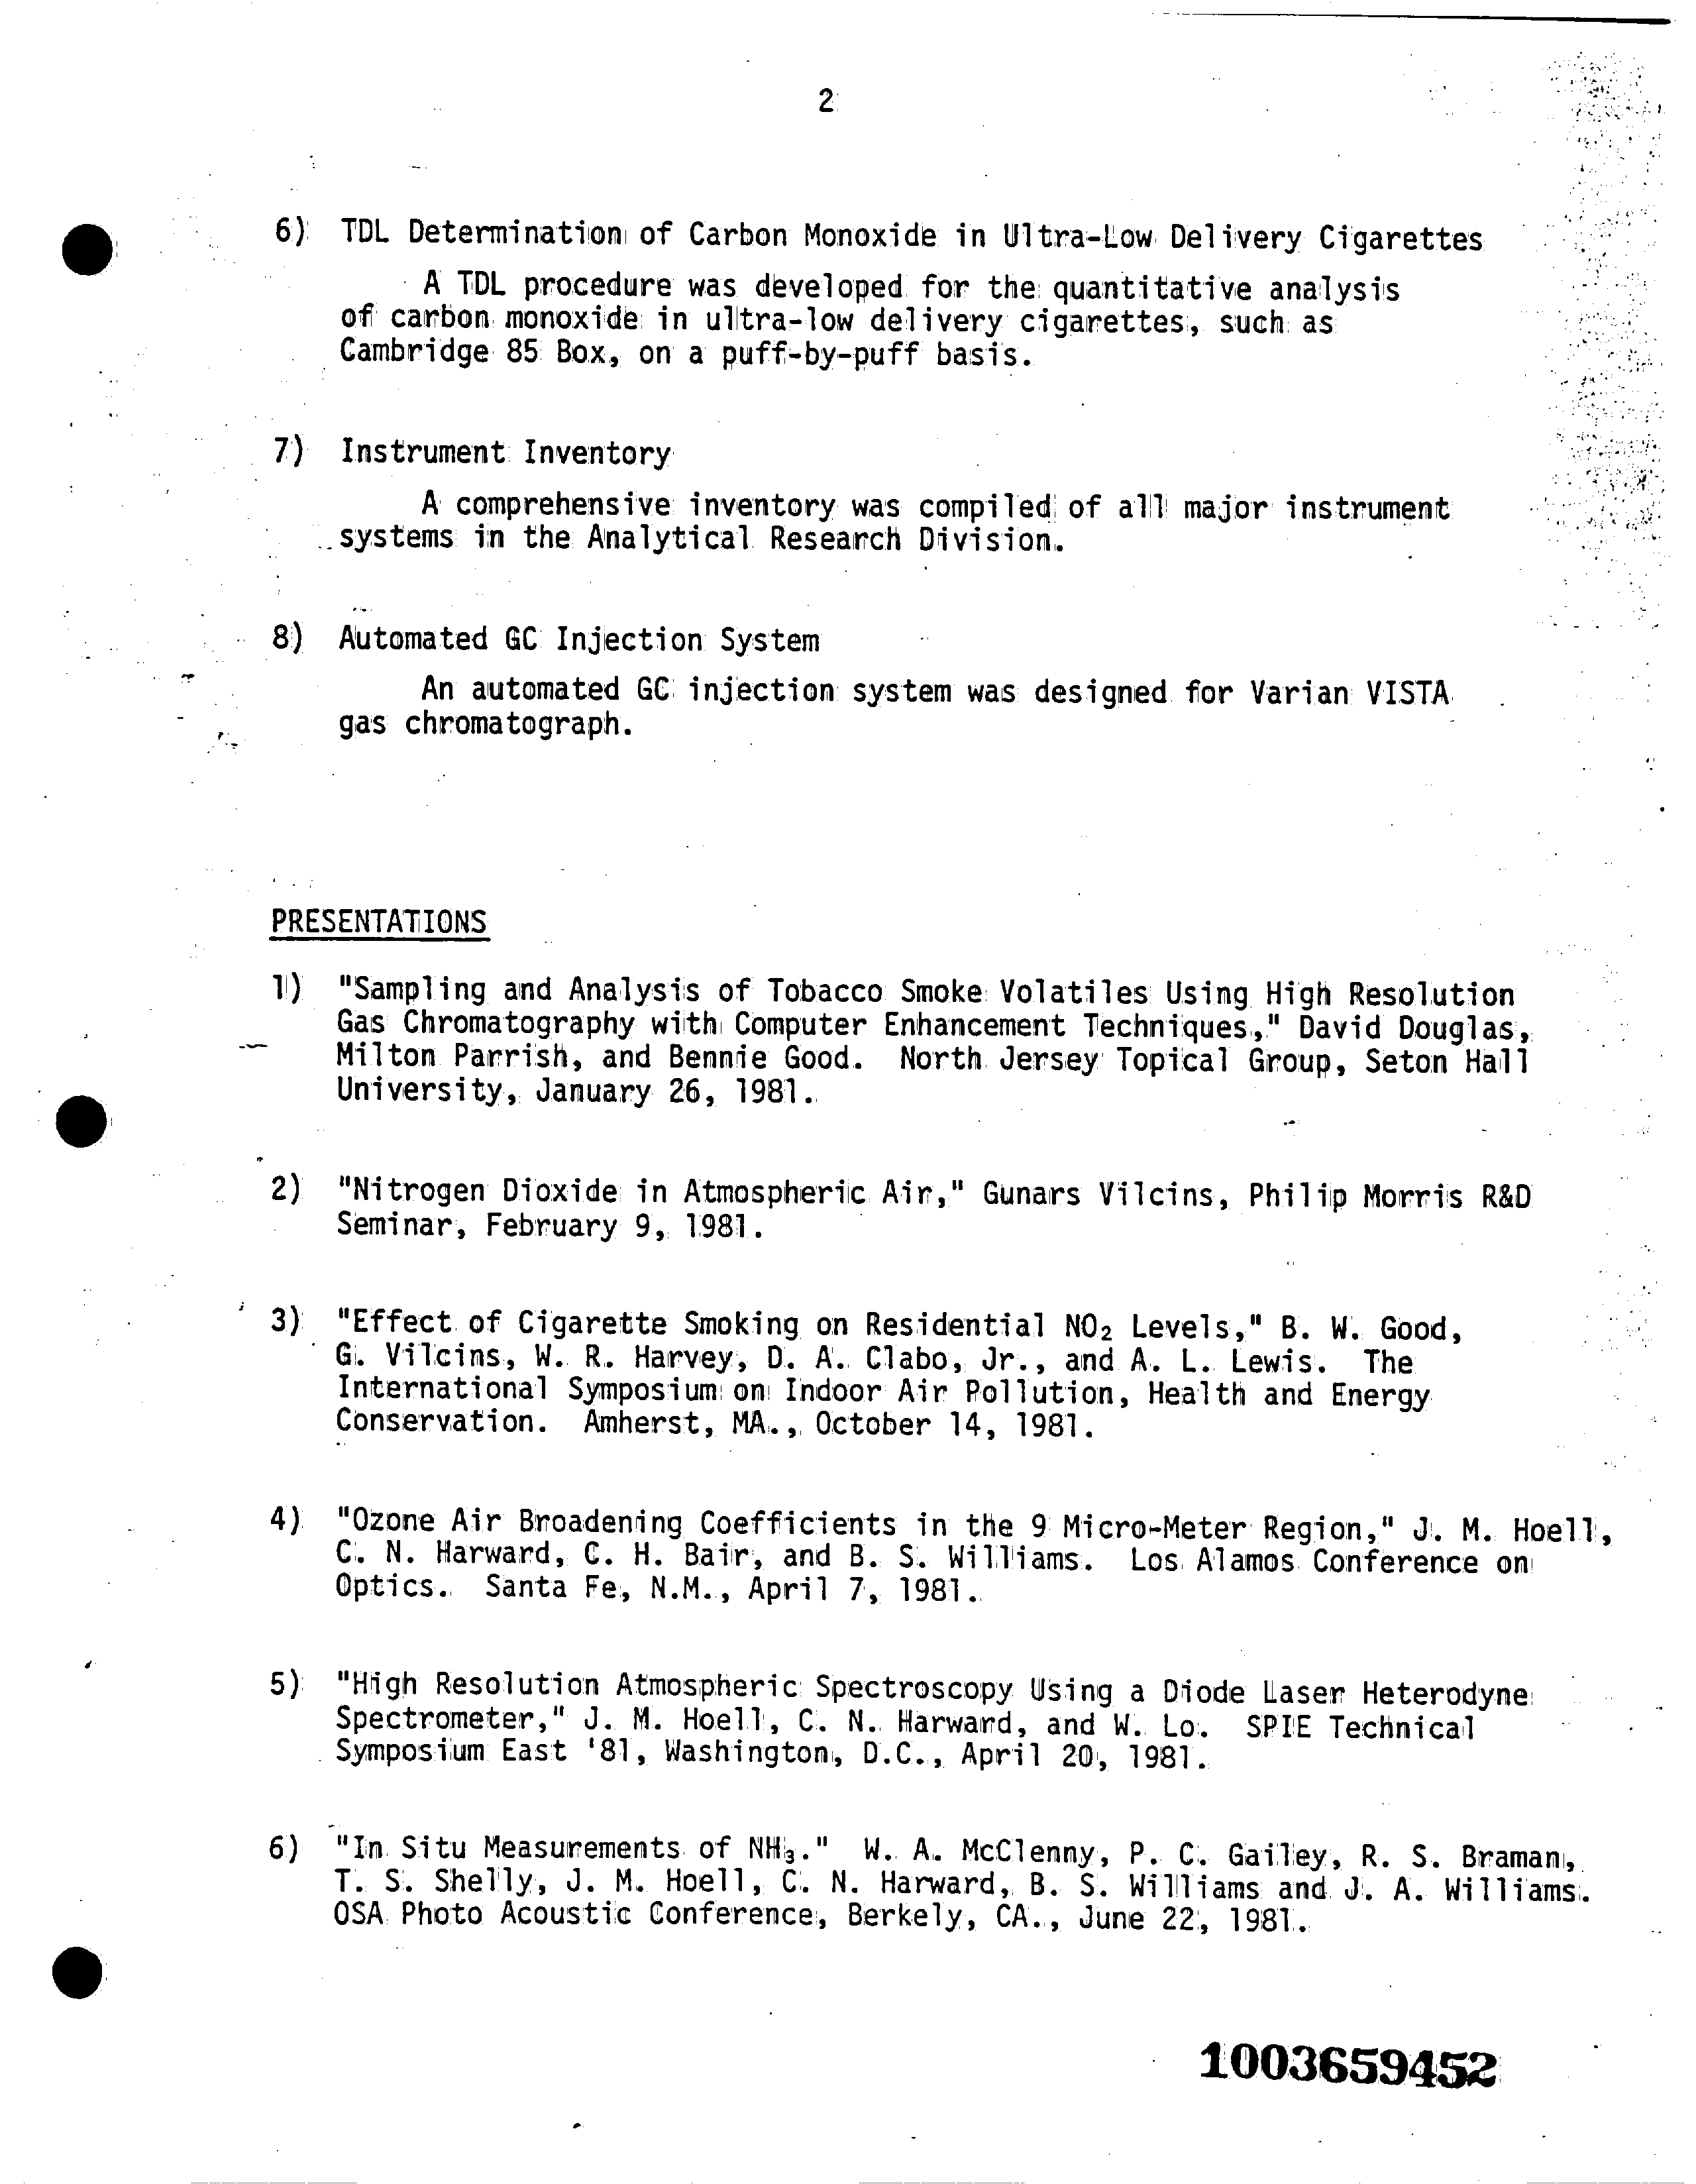 2
6) TDL Determination of Carbon Monoxide in Ultra-Low Delivery Cigarettes
A TDL procedure was developed for the quantitative analysis
of carbon monoxide in ultra-low delivery cigarettes, such as
Cambridge 85 Box, on a puff-by-puff basis.
7) Instrument Inventory
A comprehensive inventory was compiled of all major instrument
systems in the Analytical Research Division.
8) Automated GC Injection System
An automated GC injection system was designed for Varian VISTA
gas chromatograph.
PRESENTATIONS
1) "Sampling and Analysis of Tobacco Smoke Volatiles Using High Resolution
Gas Chromatography with Computer Enhancement Techniques," David Douglas,
Milton Parrish, and Bennie Good. North Jersey Topical Group, Seton Hall
University, January 26, 1981.
2) "Nitrogen Dioxide in Atmospheric Air," Gunars Vilcins, Philip Morris R&D
Seminar, February 9, 1981.
3) "Effect of Cigarette Smoking on Residential NO₂ Levels," B. W. Good,
G. Vilcins, W. R. Harvey, D. A. Clabo, Jr., and A. L. Lewis. The
International Symposium on Indoor Air Pollution, Health and Energy
Conservation. Amherst, MA., October 14, 1981.
4) "Ozone Air Broadening Coefficients in the 9 Micro-Meter Region," J. M. Hoell,
C. N. Harward, C. H. Bair, and B. S. Williams. Los Alamos Conference on
Optics. Santa Fe, N.M., April 7, 1981.
5) "High Resolution Atmospheric Spectroscopy Using a Diode Laser Heterodyne
Spectrometer," J. M. Hoell, C. N. Harward, and W. Lo. SPIE Technical
Symposium East '81, Washington, D.C., April 20, 1981.
6) "In Situ Measurements of NH₃." W. A. McClenny, P. C. Gailey, R. S. Braman,
T. S. Shelly, J. M. Hoell, C. N. Harward, B. S. Williams and J. A. Williams.
OSA Photo Acoustic Conference, Berkely, CA., June 22, 1981.
1003659452